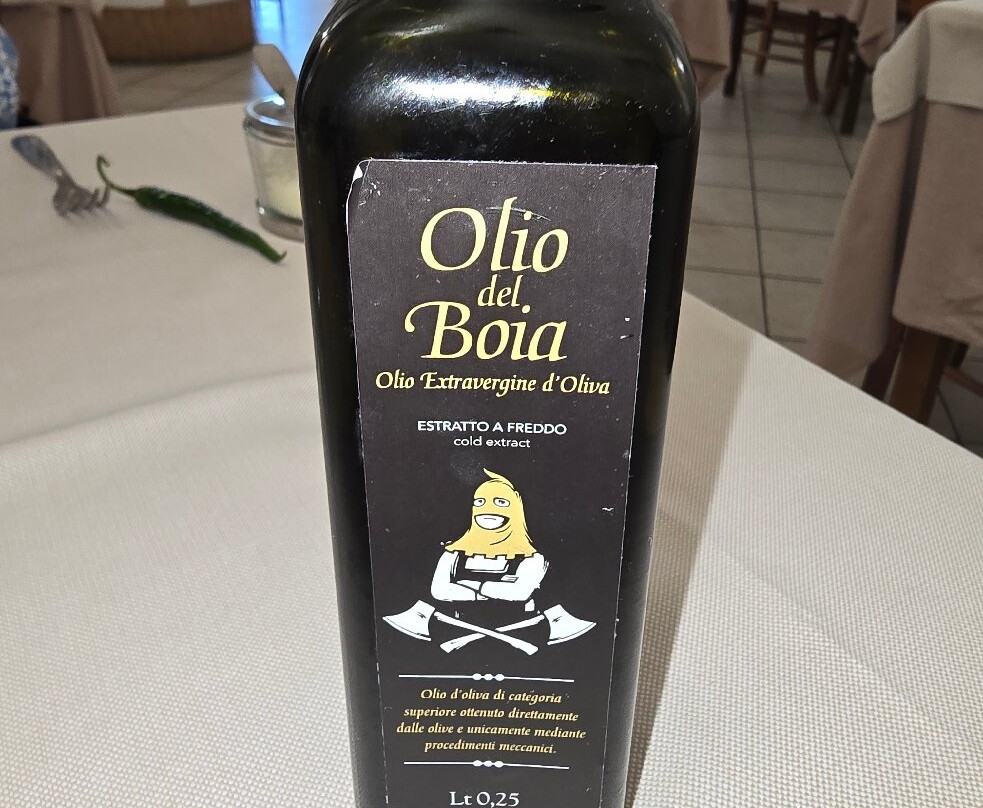 Olio
del
Boia
Olio Extravergine d'Oliva
ESTRATTO A FREDDO
cold extract
Olio d'oliva di categoria
superiore ottenuto direttamente
dalle olive e unicamente mediante
procedimenti meccanici.
Lt 0,25